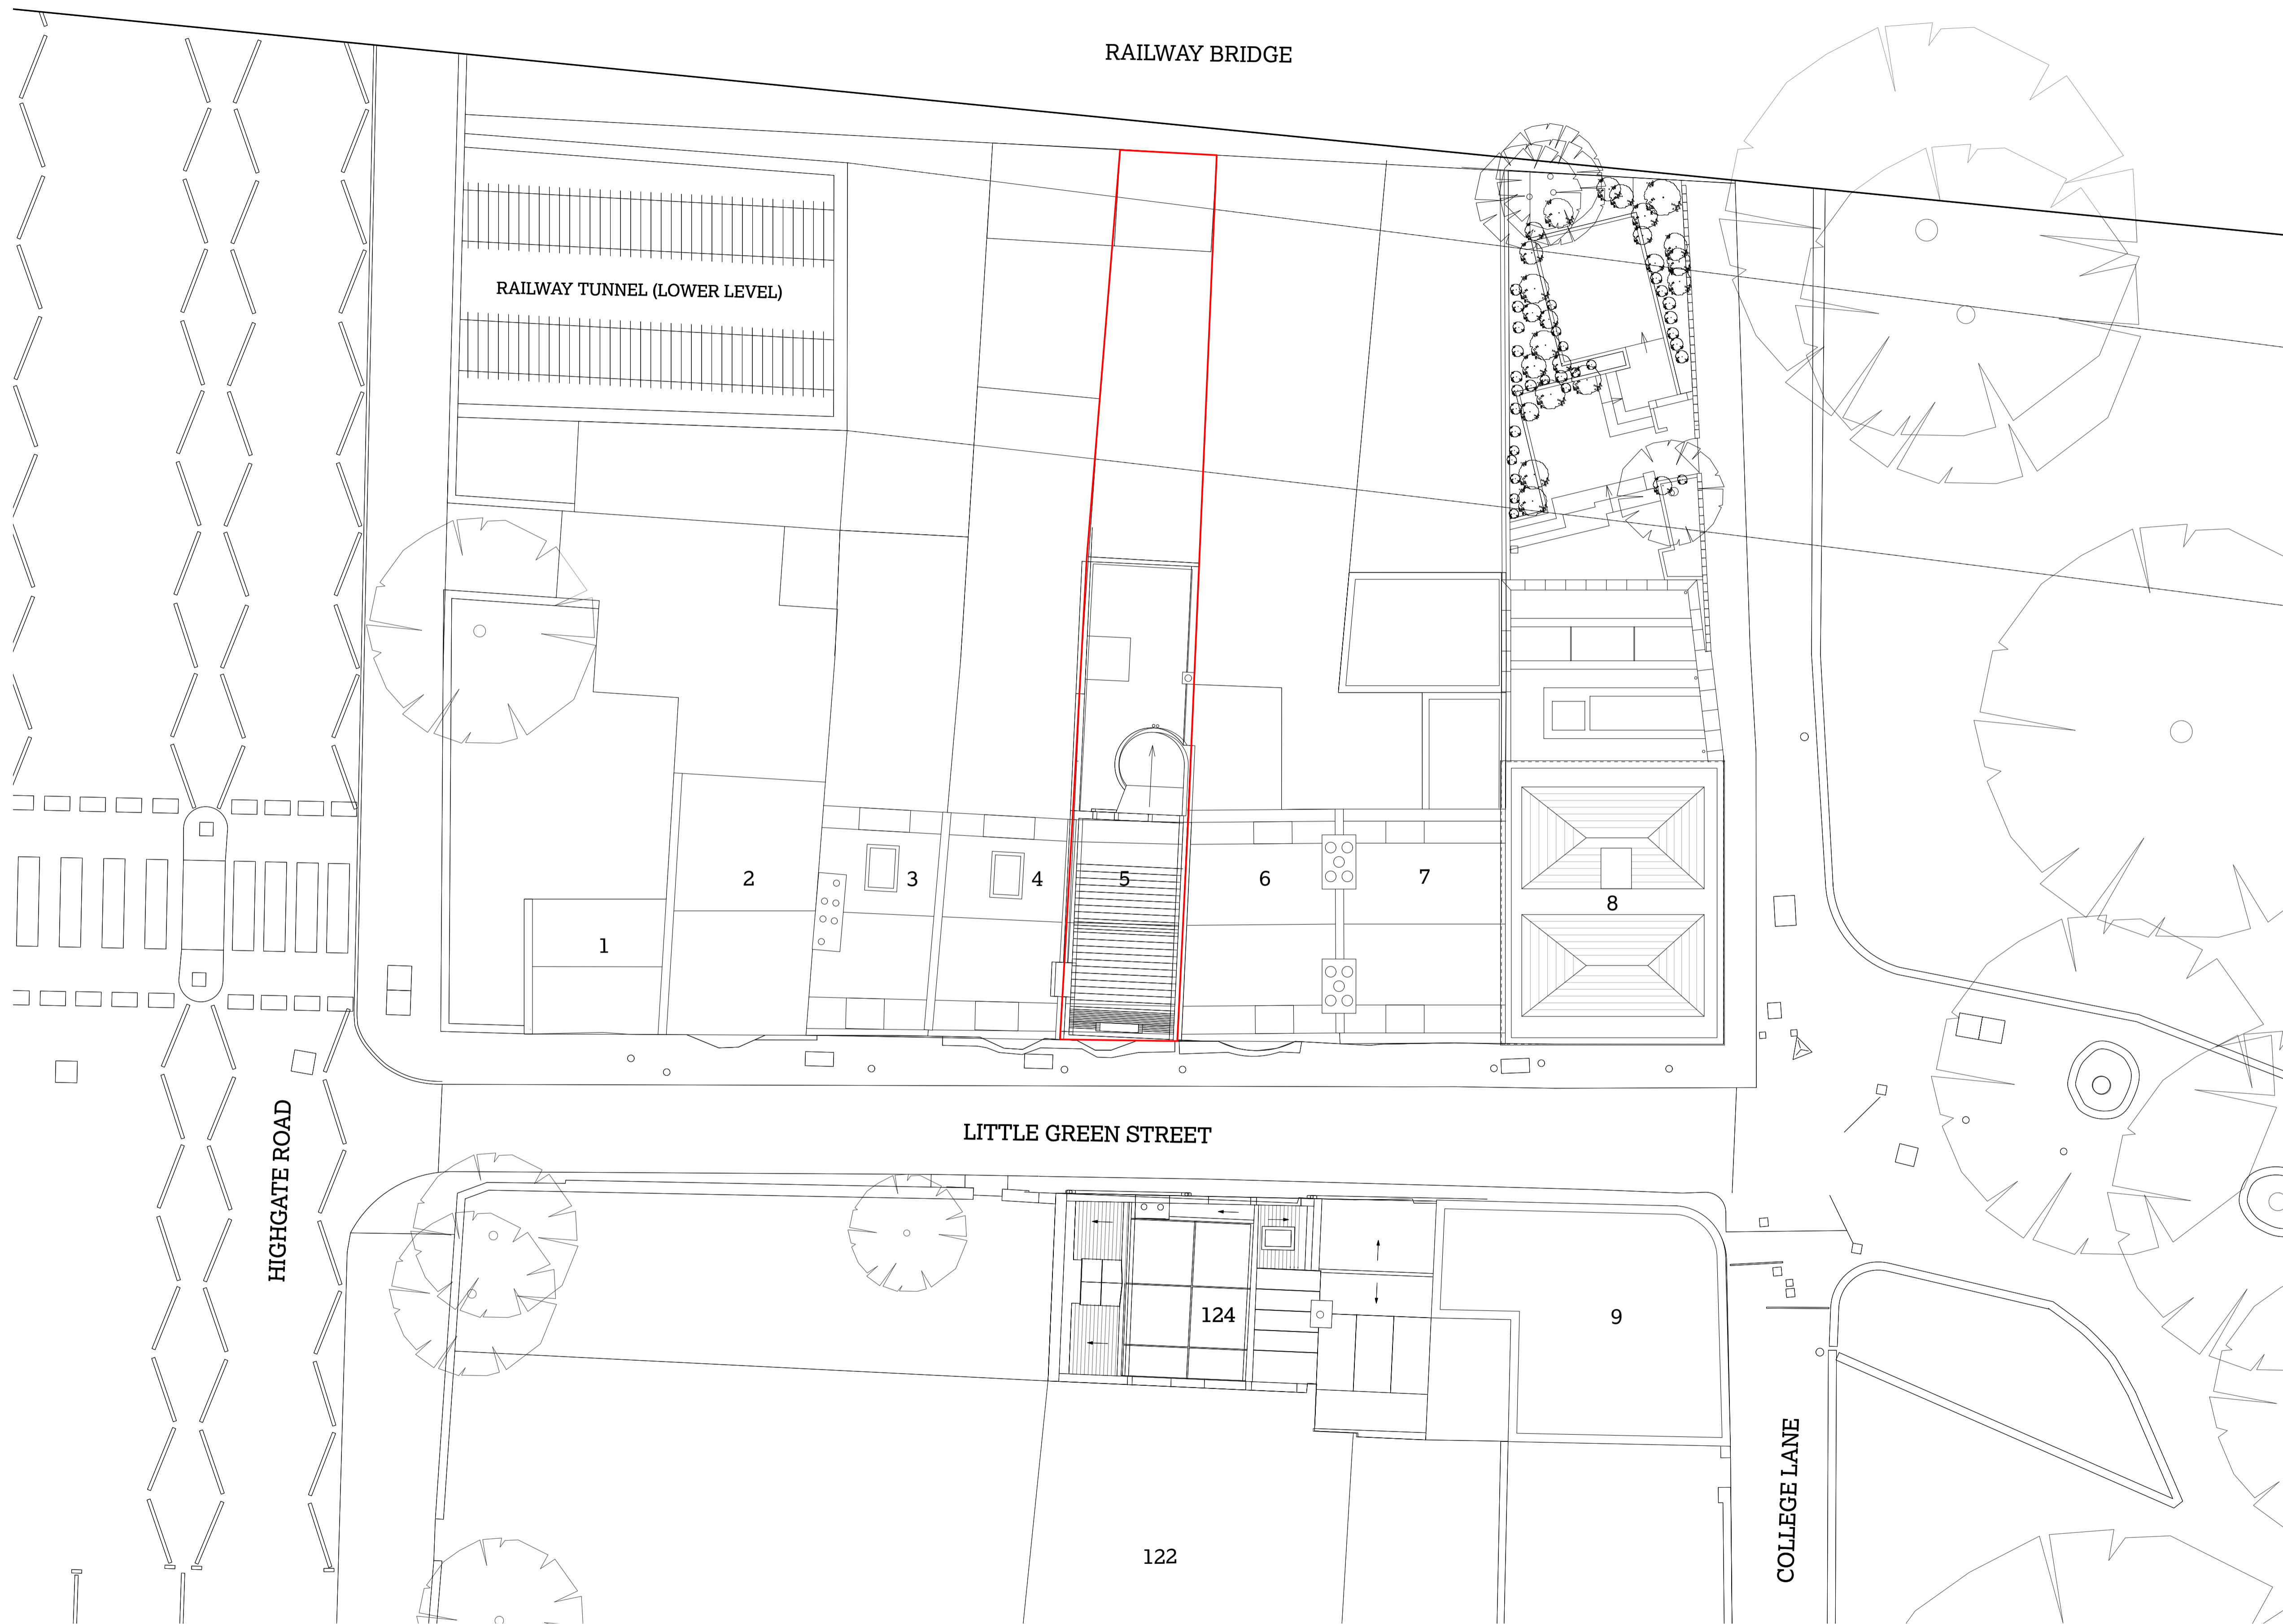 RAILWAY BRIDGE
RAILWAY TUNNEL (LOWER LEVEL)
1
2
3
4
5
6
7
8
LITTLE GREEN STREET
HIGHGATE ROAD
124
9
COLLEGE LANE
122